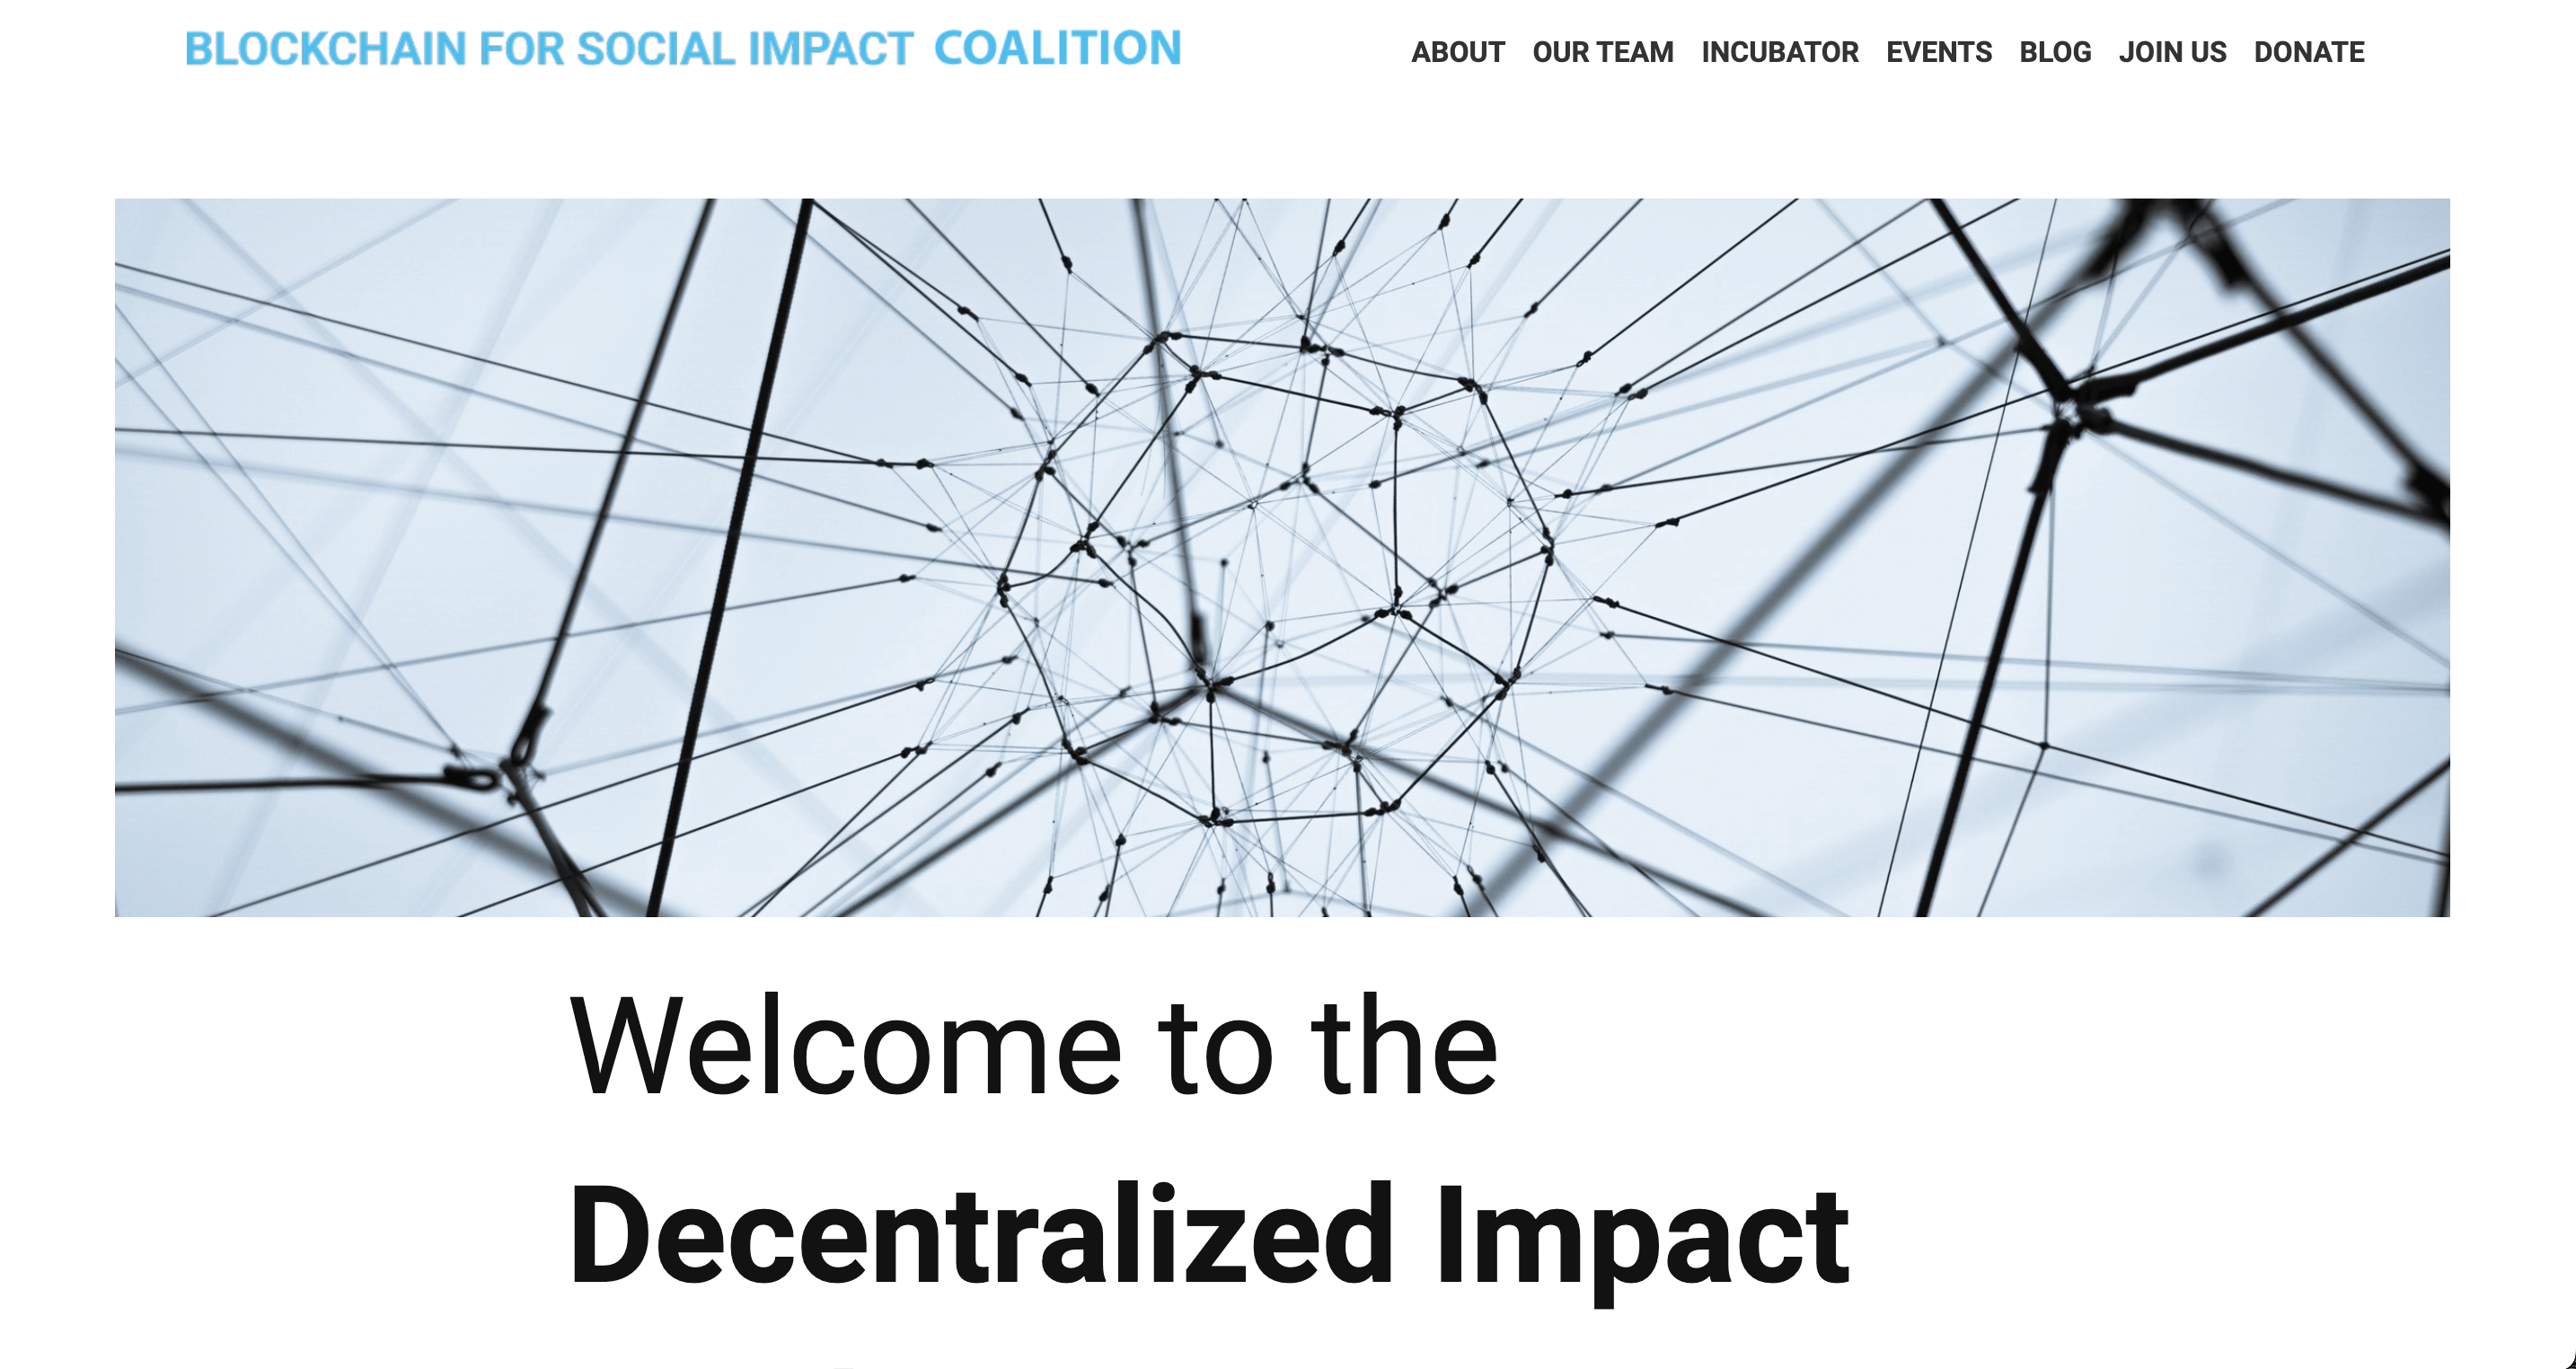 BLOCKCHAIN FOR SOCIAL IMPACT COALITION
ABOUT OUR TEAM INCUBATOR EVENTS BLOG JOIN US DONATE
Welcome to the
Decentralized Impact